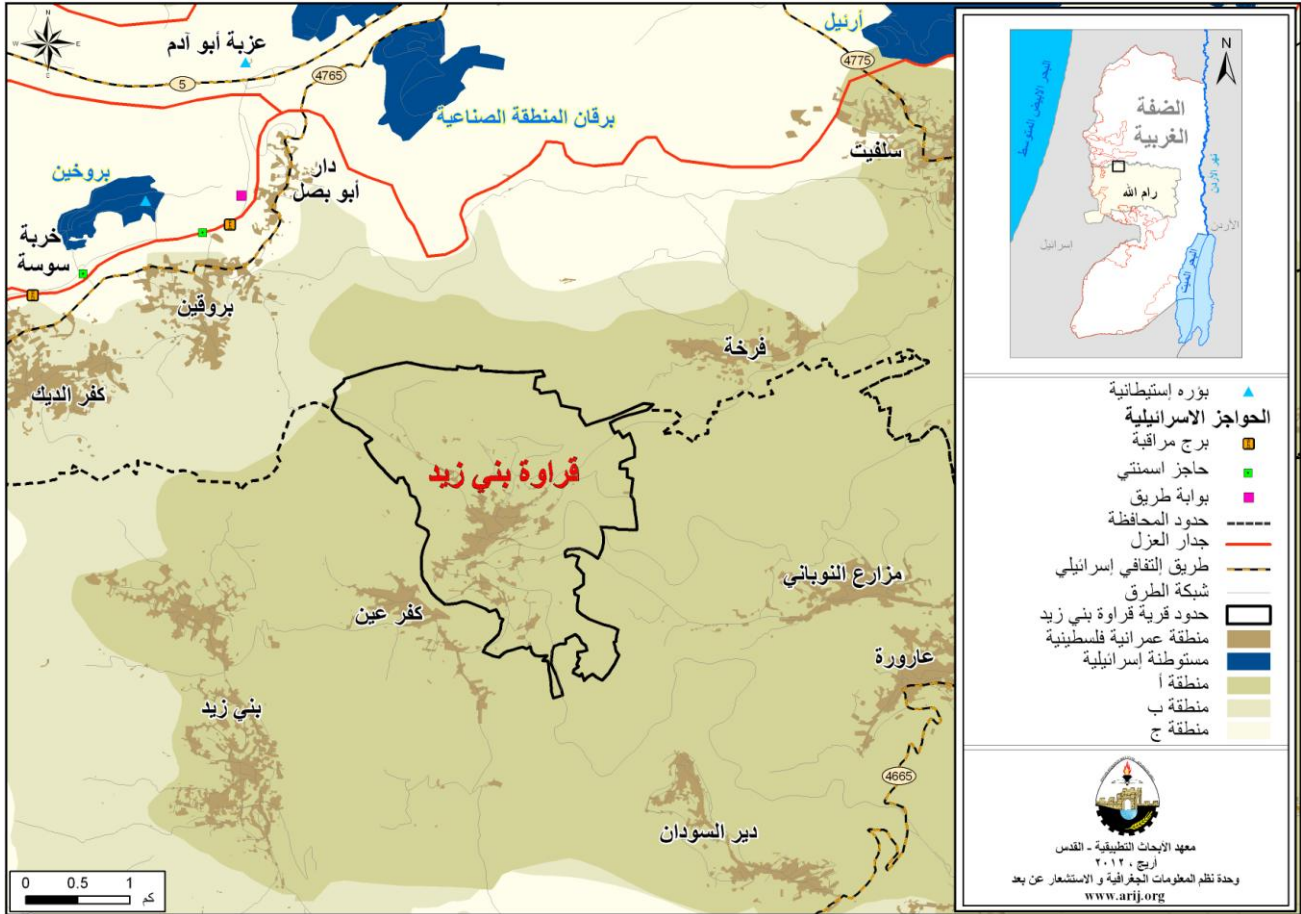 N
W
E
S
عزبة أبو آدم
5
4765
أرئيل
4775
برقان المنطقة الصناعية
سلفيت
بروخين
دار
أبو بصل
خربة
سوسة
بروقين
فرخة
كفر الديك
قراوة بني زيد
مزارع النوباني
كفر عين
عارورة
بني زيد
4665
دير السودان
0 0.5 1
كم
N
البحر الابيض المتوسط
الضفة
الغربية
نهر الأردن
رام الله
الأردن
إسرائيل
البحر الميت
بؤره إستيطانية
الحواجز الاسرائيلية
برج مراقبة
حاجز اسمنتي
بوابة طريق
حدود المحافظة
جدار العزل
طريق إلتفافي إسرائيلي
شبكة الطرق
حدود قرية قراوة بني زيد
منطقة عمرانية فلسطينية
مستوطنة إسرائيلية
منطقة أ
منطقة ب
منطقة ج
معهد الأبحاث التطبيقية - القدس
أريج ، ٢٠١٢
وحدة نظم المعلومات الجغرافية و الاستشعار عن بعد
www.arij.org